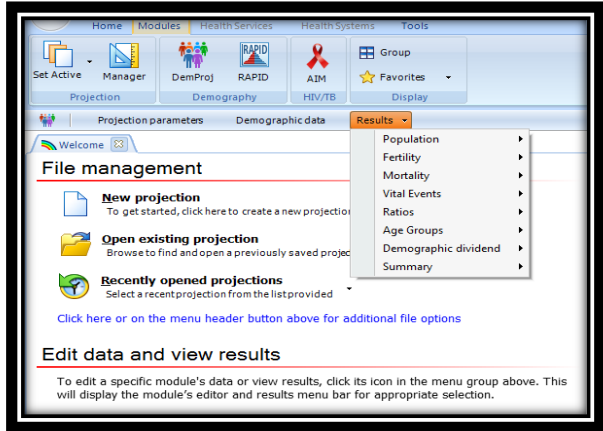 Home Modules Health Services Health Systems Tools
RAPID
Set Active Manager DemProj RAPID AIM Group
Favorites
Projection Demography HIV/TB Display
Projection parameters Demographic data Results
Welcome
Population
Fertility
Mortality
Vital Events
Ratios
Age Groups
Demographic dividend
Summary
File management
New projection
To get started, click here to create a new projection
Open existing projection
Browse to find and open a previously saved
Recently opened projections
Select a recent projection from the list provided
Click here or on the menu header button above for additional file options
Edit data and view results
To edit a specific module's data or view results, click its icon in the menu group above. This
will display the module's editor and results menu bar for appropriate selection.